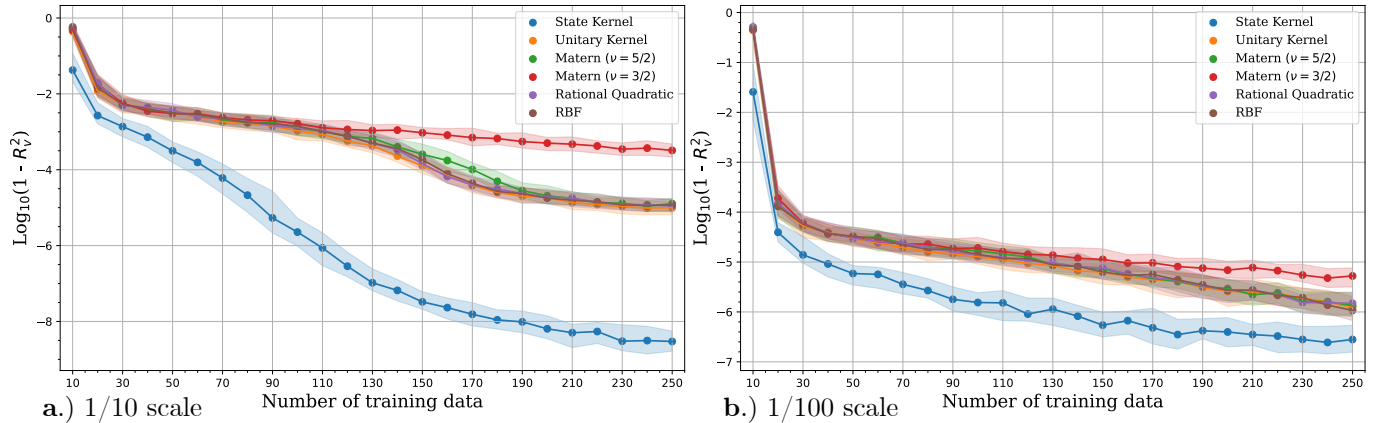 0
−2
−4
−6
−8
Log₁₀(1 - R²ᵥ)
10 30 50 70 90 110 130 150 170 190 210 230 250
Number of training data
State Kernel
Unitary Kernel
Matern (ν = 5/2)
Matern (ν = 3/2)
Rational Quadratic
RBF
a.) 1/10 scale
0
−1
−2
−3
−4
−5
−6
−7
Log₁₀(1 - R²ᵥ)
10 30 50 70 90 110 130 150 170 190 210 230 250
Number of training data
State Kernel
Unitary Kernel
Matern (ν = 5/2)
Matern (ν = 3/2)
Rational Quadratic
RBF
b.) 1/100 scale